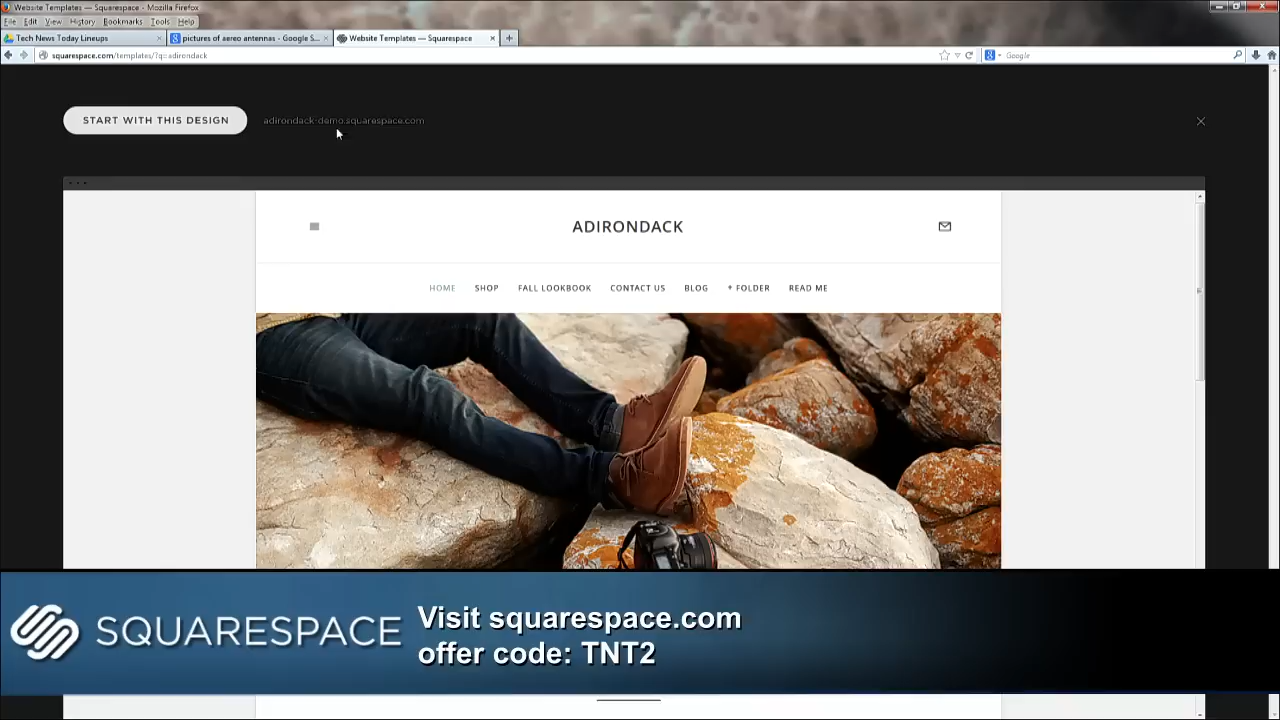 Website Templates — Squarespace - Mozilla Firefox
File Edit View History Bookmarks Tools Help
Tech News Today Lineups
pictures of aereo antennas - Google S...
Website Templates — Squarespace
squarespace.com/templates/?q=adirondack
Google
START WITH THIS DESIGN
adirondack-demo.squarespace.com
ADIRONDACK
HOME SHOP FALL LOOKBOOK CONTACT US BLOG + FOLDER READ ME
SQUARESPACE
Visit squarespace.com
offer code: TNT2